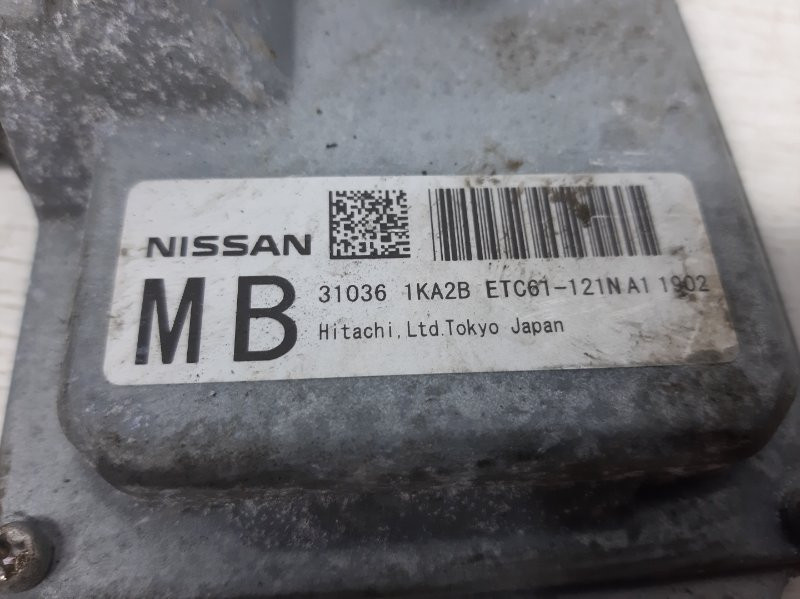 NISSAN
MB
31036 1KA2B ETC61-121N A1 1902
Hitachi,Ltd.Tokyo Japan